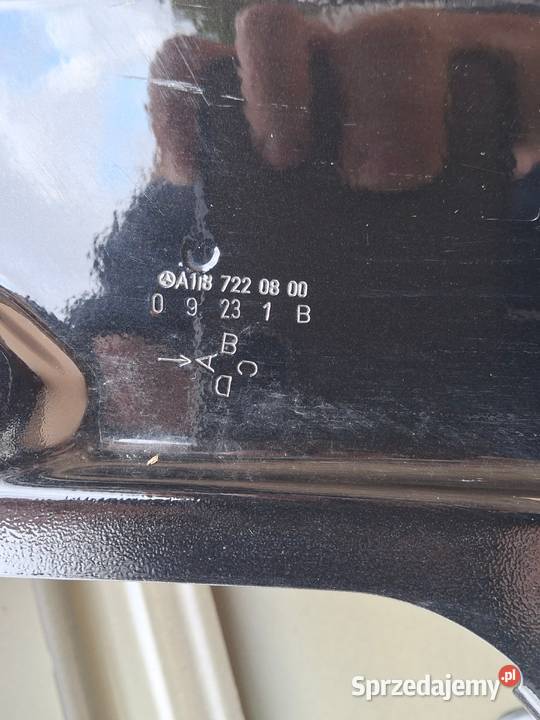 A118 722 08 00
0 9 23 1 B
B
→ A C
D
Sprzedajemy.pl